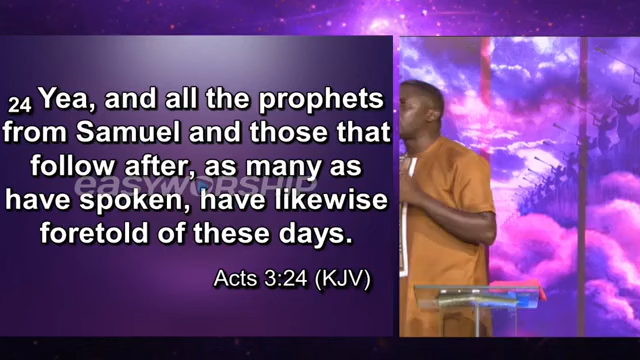 24 Yea, and all the prophets
from Samuel and those that
follow after, as many as
easyworship
have spoken, have likewise
foretold of these days.
Acts 3:24 (KJV)